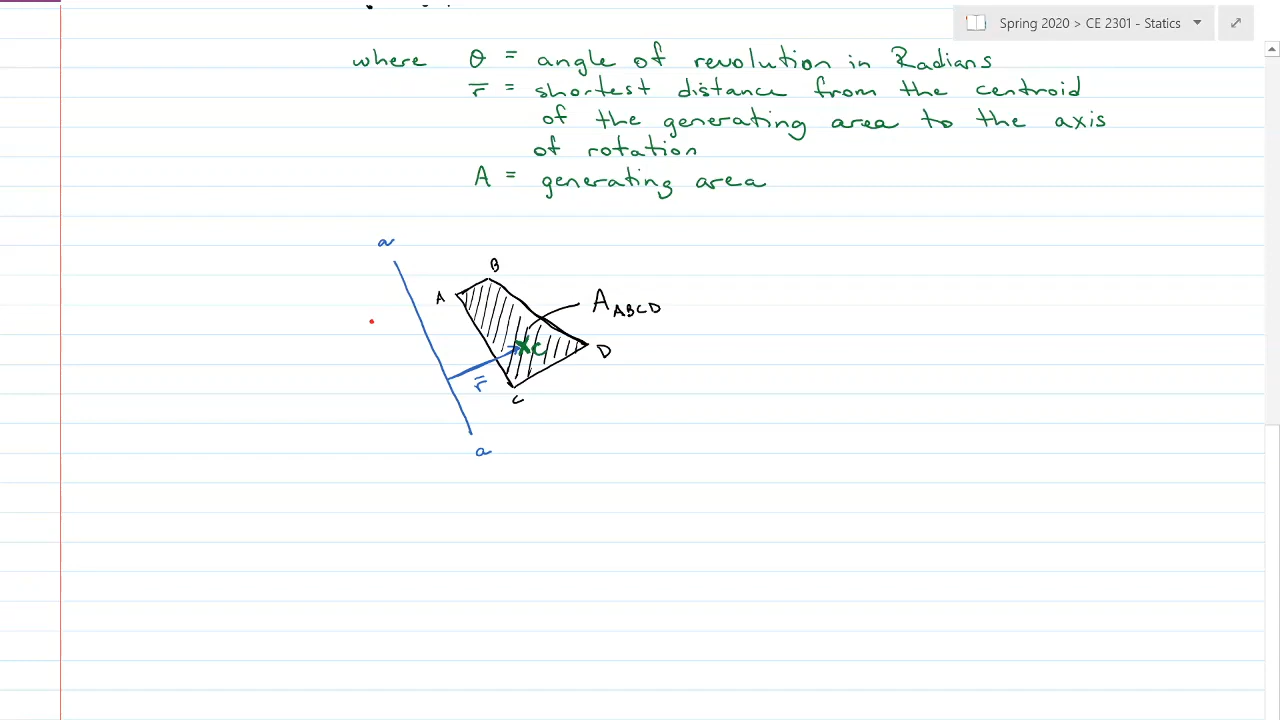 Spring 2020 > CE 2301 - Statics
where θ = angle of revolution in Radians
r̄ = shortest distance from the centroid
of the generating area to the axis
of rotation
A = generating area
a
B
A
A_ABCD
C
D
r̄
C
a